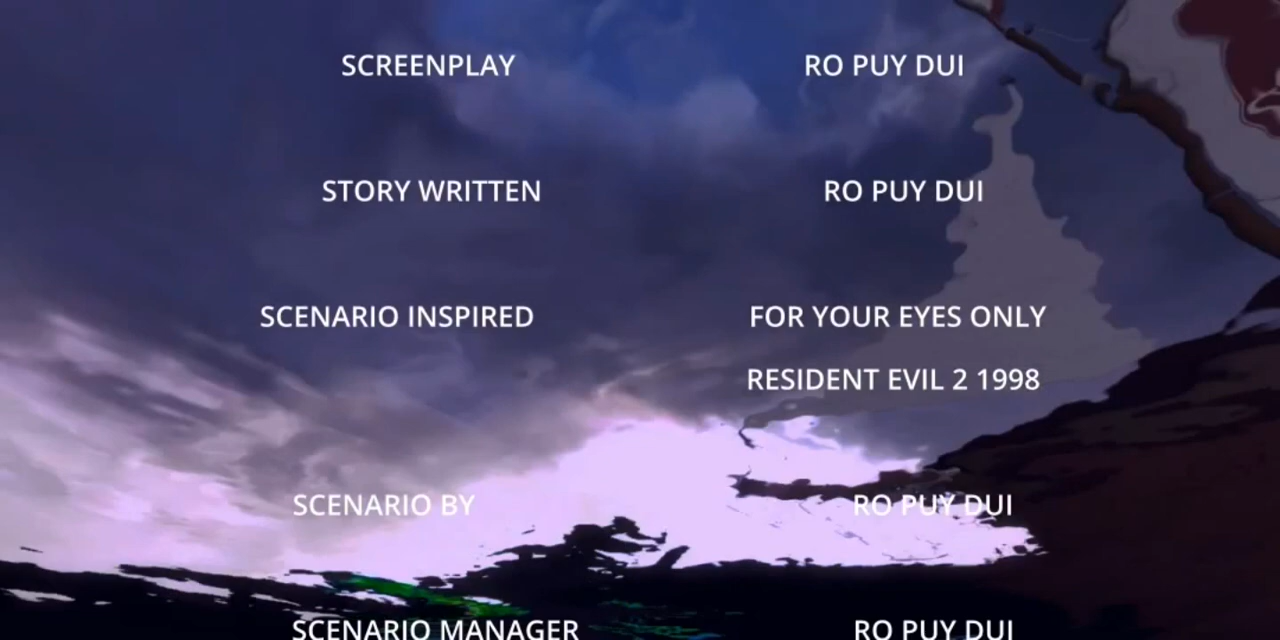 SCREENPLAY RO PUY DUI
STORY WRITTEN RO PUY DUI
SCENARIO INSPIRED FOR YOUR EYES ONLY
RESIDENT EVIL 2 1998
SCENARIO BY RO PUY DUI
SCENARIO MANAGER RO PUY DUI